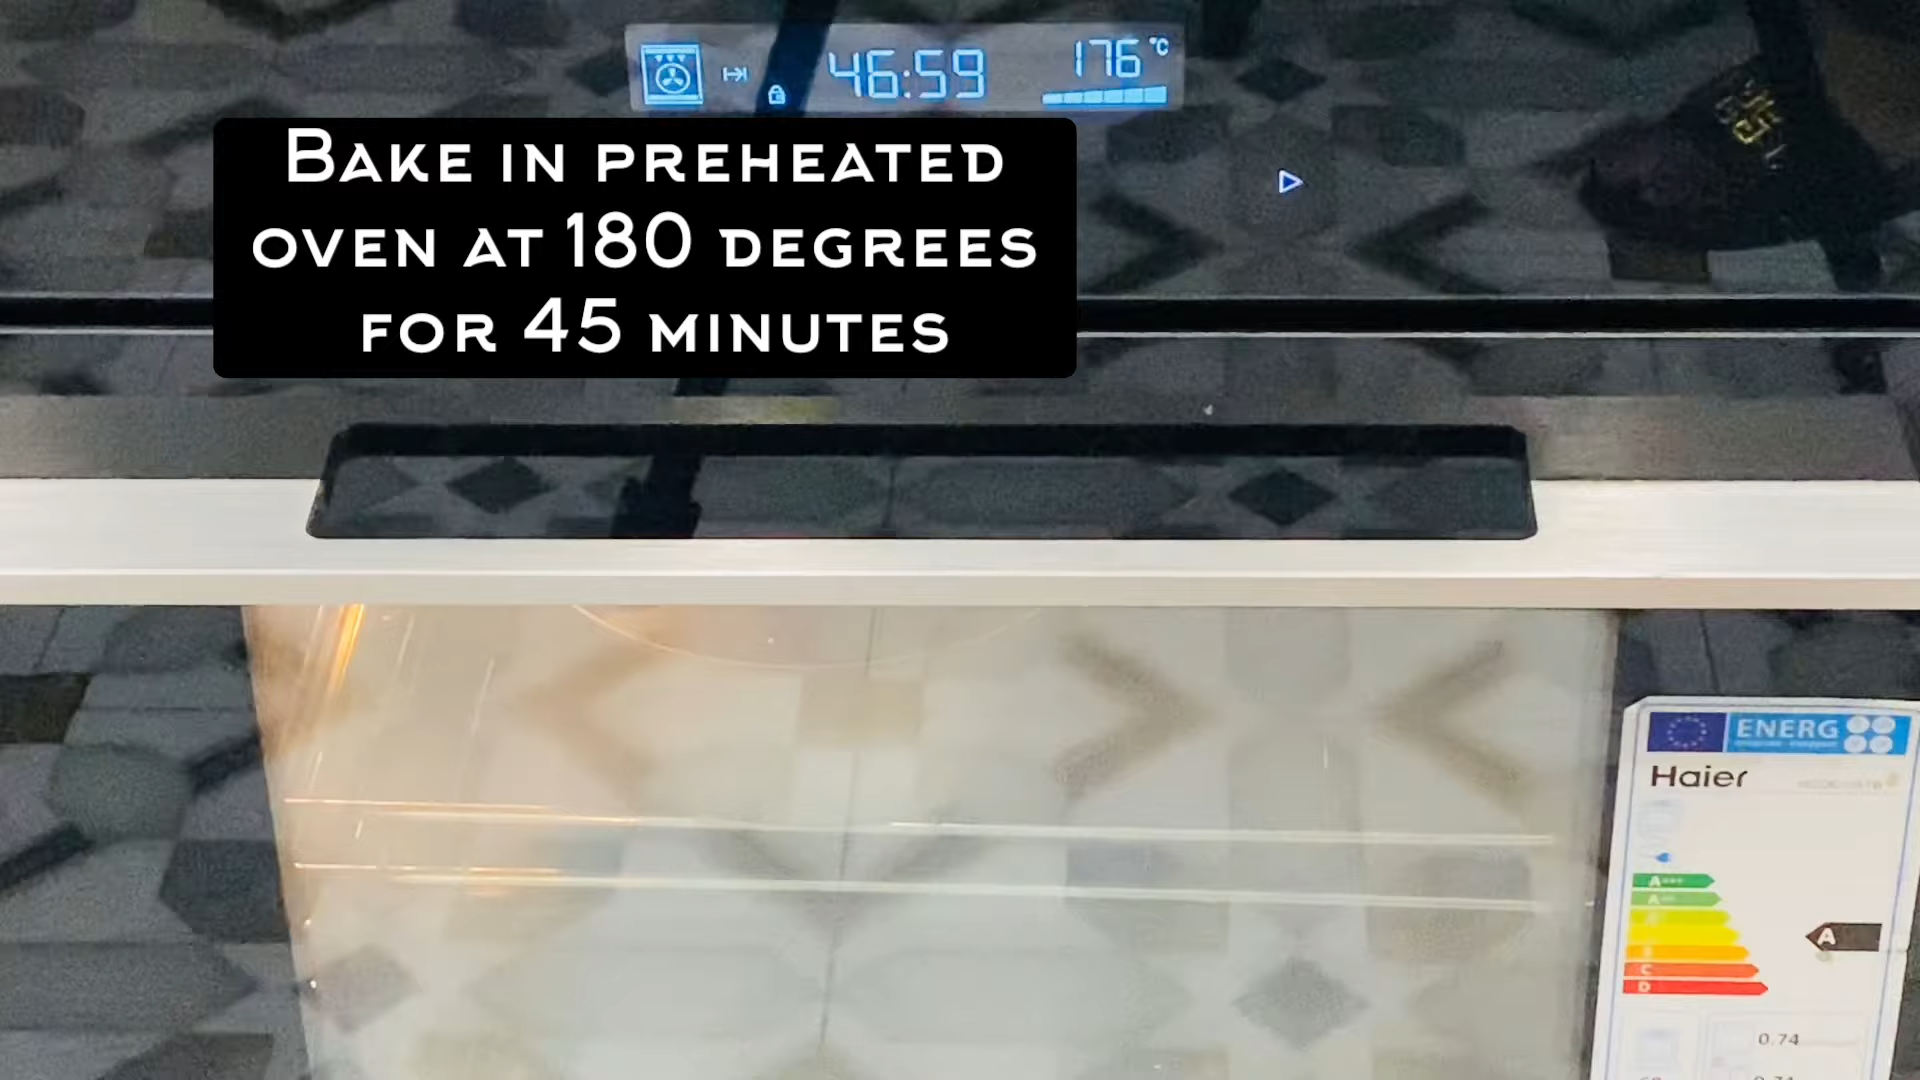 46:59
176 °C
BAKE IN PREHEATED
OVEN AT 180 DEGREES
FOR 45 MINUTES
ENERG
Haier
A+++
A++
A
C
D
0.74